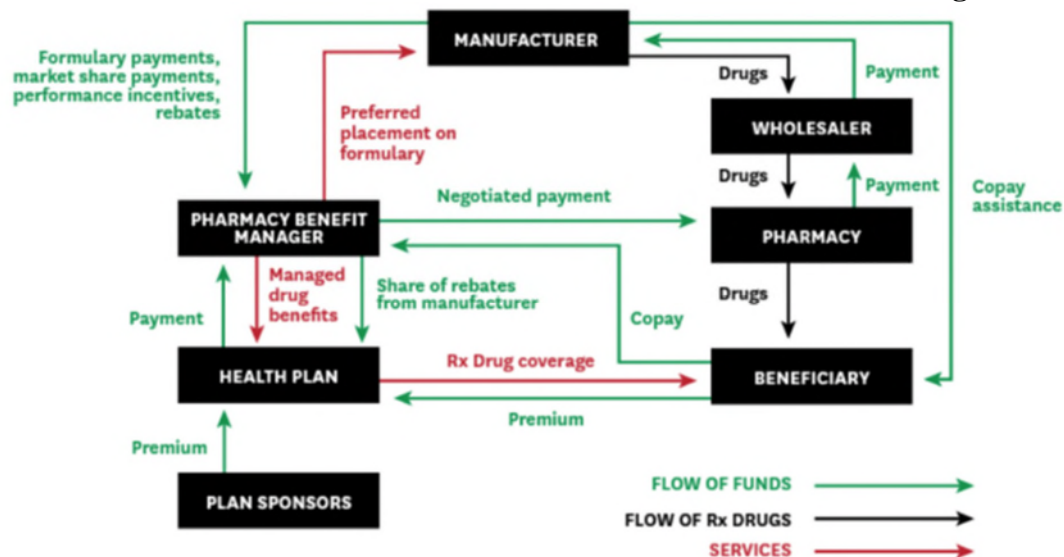 MANUFACTURER
Formulary payments,
market share payments,
performance incentives,
rebates
Preferred
placement on
formulary
Drugs
Payment
WHOLESALER
Drugs
Payment
Copay
assistance
Negotiated payment
PHARMACY BENEFIT
MANAGER
PHARMACY
Managed
drug
benefits
Share of rebates
from manufacturer
Drugs
Payment
Copay
HEALTH PLAN
Rx Drug coverage
BENEFICIARY
Premium
Premium
PLAN SPONSORS
FLOW OF FUNDS
FLOW OF Rx DRUGS
SERVICES